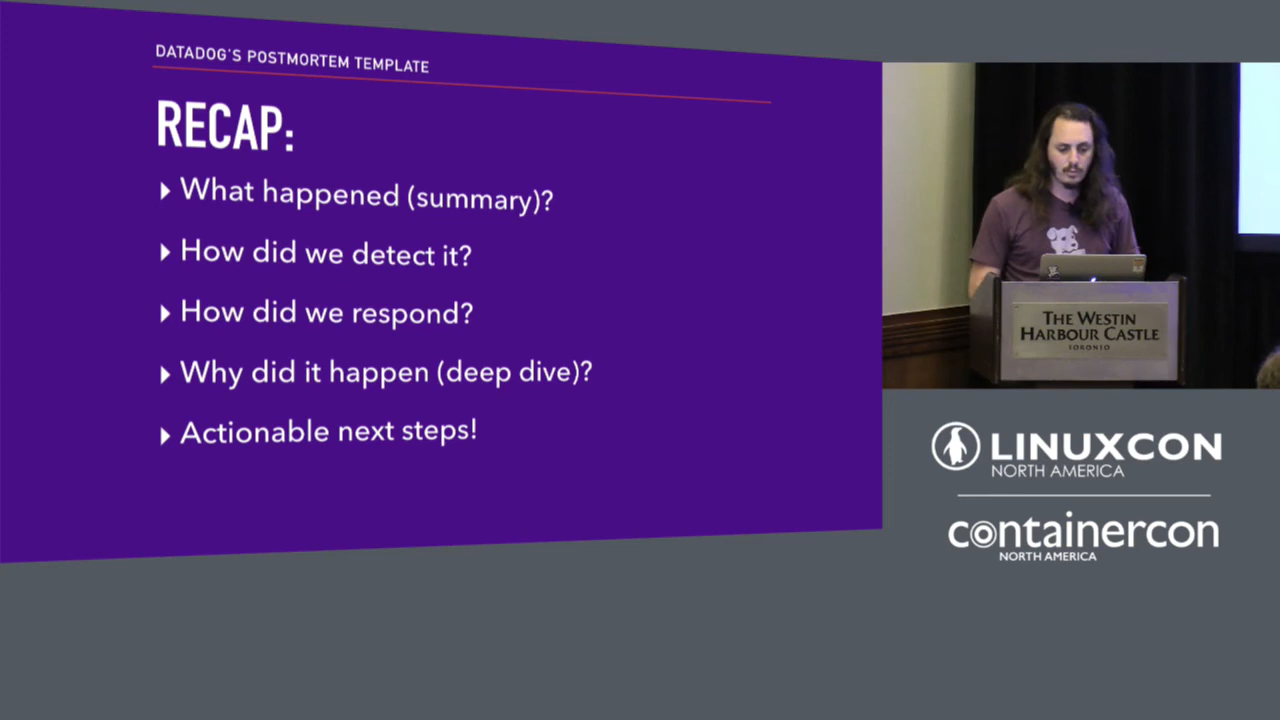 DATADOG'S POSTMORTEM TEMPLATE
RECAP:
What happened (summary)?
How did we detect it?
How did we respond?
Why did it happen (deep dive)?
Actionable next steps!
THE WESTIN
HARBOUR CASTLE
TORONTO
LINUXCON
NORTH AMERICA
containercon
NORTH AMERICA